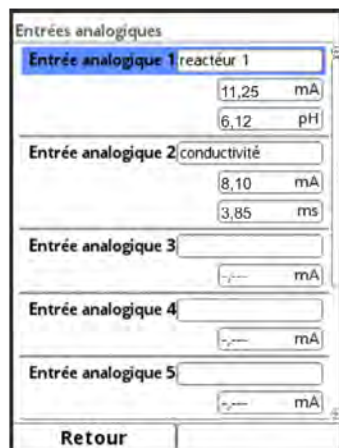 Entrées analogiques
Entrée analogique 1 reactéur 1
11,25 mA
6,12 pH
Entrée analogique 2 conductivité
8,10 mA
3,85 ms
Entrée analogique 3
-,--- mA
Entrée analogique 4
-,--- mA
Entrée analogique 5
-,--- mA
Retour